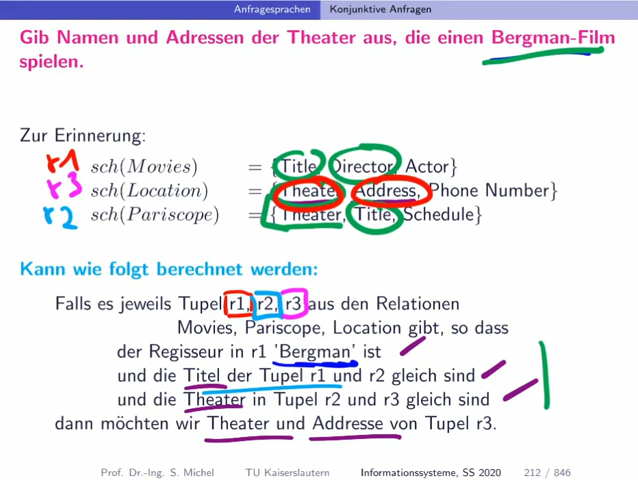 Anfragesprachen Konjunktive Anfragen
Gib Namen und Adressen der Theater aus, die einen Bergman-Film
spielen.
Zur Erinnerung:
r1 sch(Movies) = {Title, Director, Actor}
r3 sch(Location) = {Theater, Address, Phone Number}
r2 sch(Pariscope) = {Theater, Title, Schedule}
Kann wie folgt berechnet werden:
Falls es jeweils Tupel r1, r2, r3 aus den Relationen
Movies, Pariscope, Location gibt, so dass
der Regisseur in r1 'Bergman' ist
und die Titel der Tupel r1 und r2 gleich sind
und die Theater in Tupel r2 und r3 gleich sind
dann möchten wir Theater und Addresse von Tupel r3.
Prof. Dr.-Ing. S. Michel TU Kaiserslautern Informationssysteme, SS 2020 212 / 846